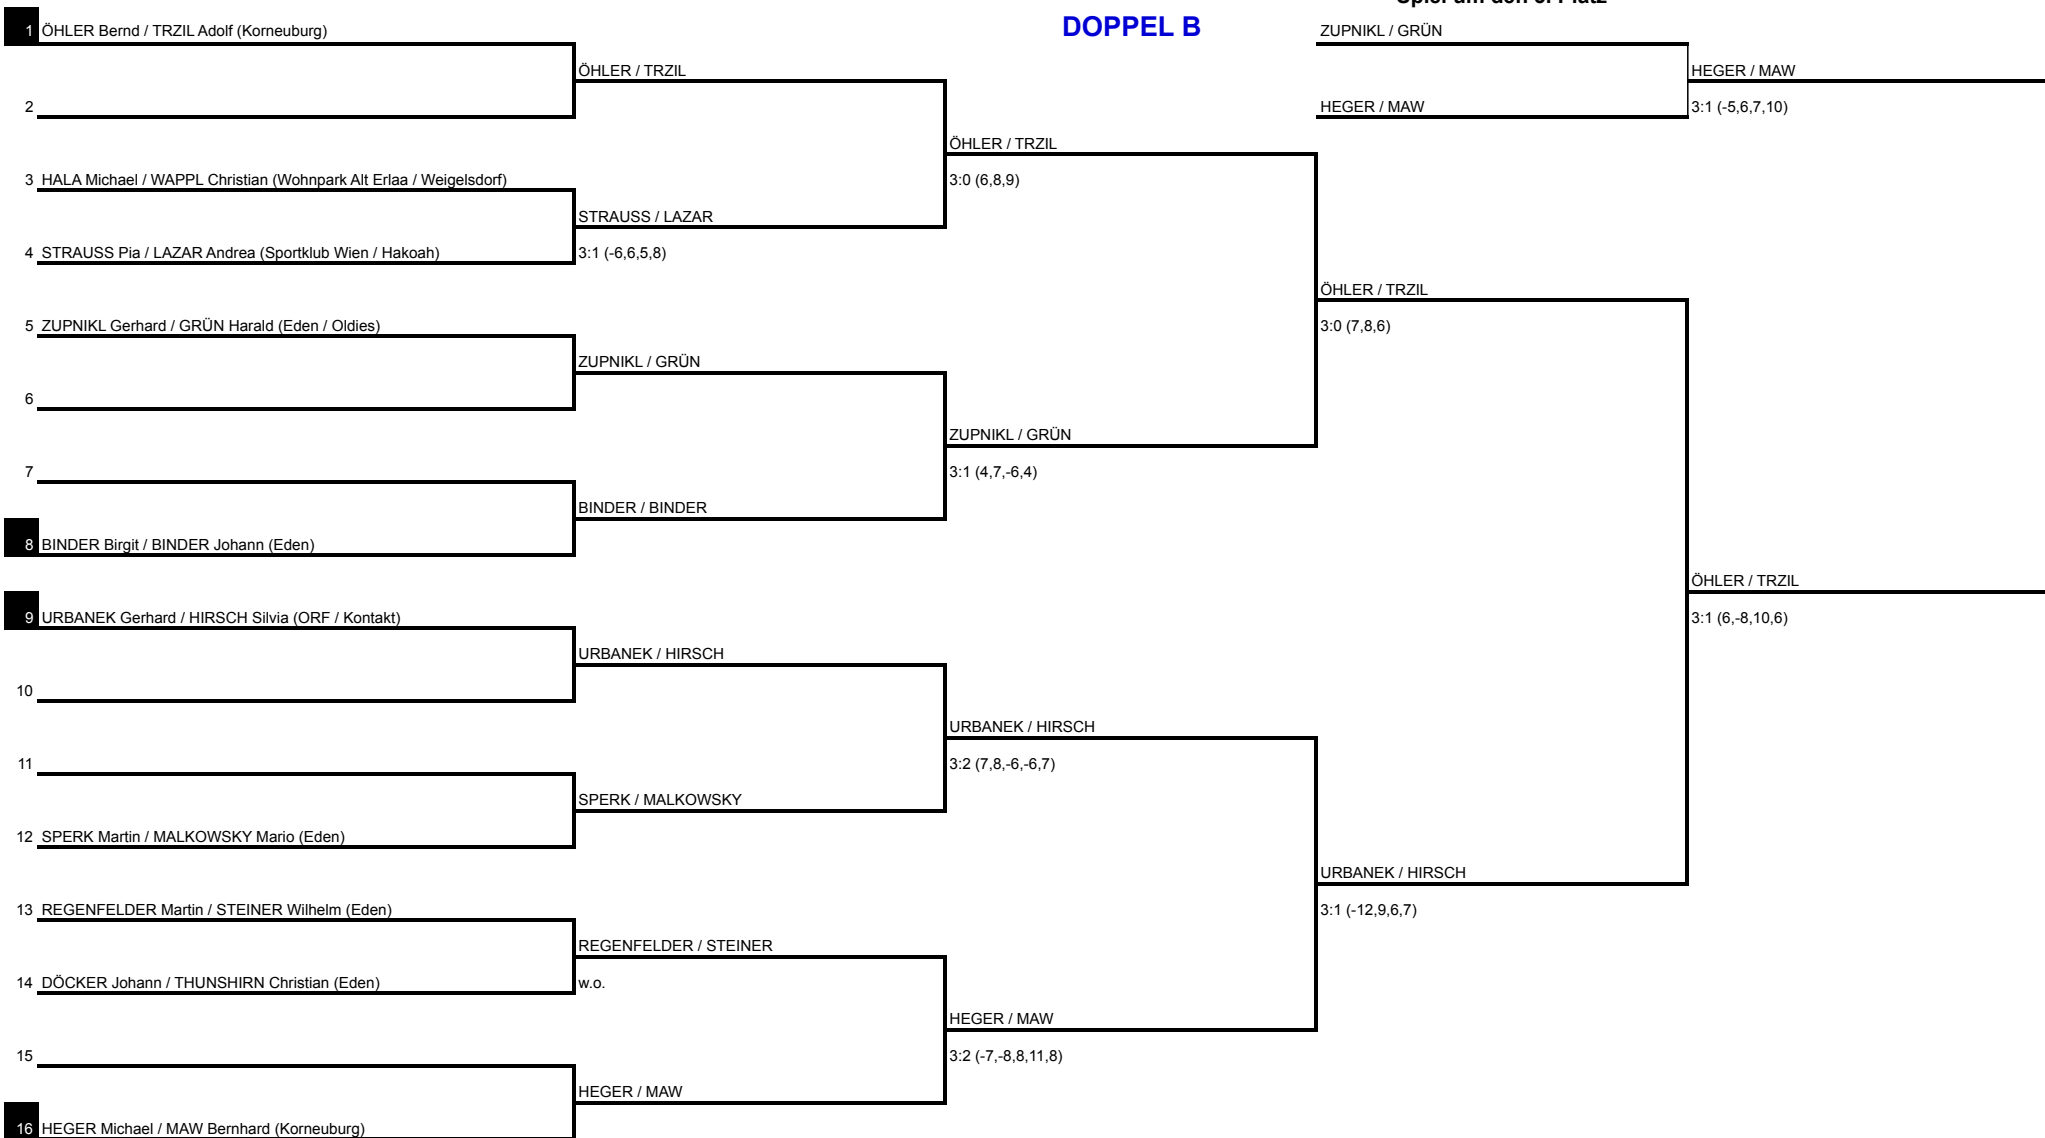 DOPPEL B
1 ÖHLER Bernd / TRZIL Adolf (Korneuburg)
2
3 HALA Michael / WAPPL Christian (Wohnpark Alt Erlaa / Weigelsdorf)
4 STRAUSS Pia / LAZAR Andrea (Sportklub Wien / Hakoah)
5 ZUPNIKL Gerhard / GRÜN Harald (Eden / Oldies)
6
7
8 BINDER Birgit / BINDER Johann (Eden)
9 URBANEK Gerhard / HIRSCH Silvia (ORF / Kontakt)
10
11
12 SPERK Martin / MALKOWSKY Mario (Eden)
13 REGENFELDER Martin / STEINER Wilhelm (Eden)
14 DÖCKER Johann / THUNSHIRN Christian (Eden)
15
16 HEGER Michael / MAW Bernhard (Korneuburg)
ÖHLER / TRZIL
STRAUSS / LAZAR
3:1 (-6,6,5,8)
ZUPNIKL / GRÜN
BINDER / BINDER
URBANEK / HIRSCH
SPERK / MALKOWSKY
REGENFELDER / STEINER
w.o.
HEGER / MAW
ÖHLER / TRZIL
3:0 (6,8,9)
ZUPNIKL / GRÜN
3:1 (4,7,-6,4)
URBANEK / HIRSCH
3:2 (7,8,-6,-6,7)
HEGER / MAW
3:2 (-7,-8,8,11,8)
ZUPNIKL / GRÜN
HEGER / MAW
ÖHLER / TRZIL
3:0 (7,8,6)
URBANEK / HIRSCH
3:1 (-12,9,6,7)
HEGER / MAW
3:1 (-5,6,7,10)
ÖHLER / TRZIL
3:1 (6,-8,10,6)